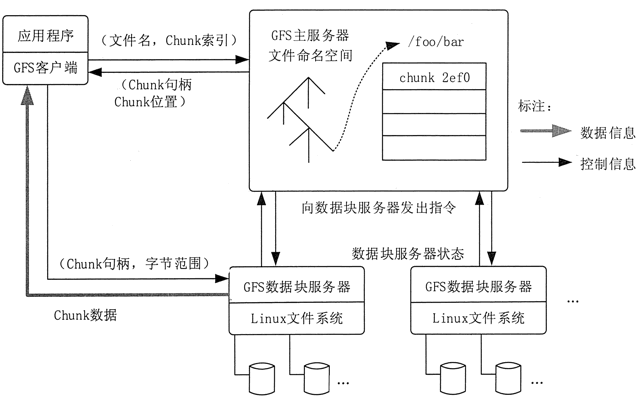 应用程序
GFS客户端
（文件名，Chunk索引）
（Chunk句柄
Chunk位置）
GFS主服务器
文件命名空间
/foo/bar
chunk 2ef0
标注：
数据信息
控制信息
向数据块服务器发出指令
数据块服务器状态
（Chunk句柄，字节范围）
Chunk数据
GFS数据块服务器
Linux文件系统
...
GFS数据块服务器
Linux文件系统
...
...